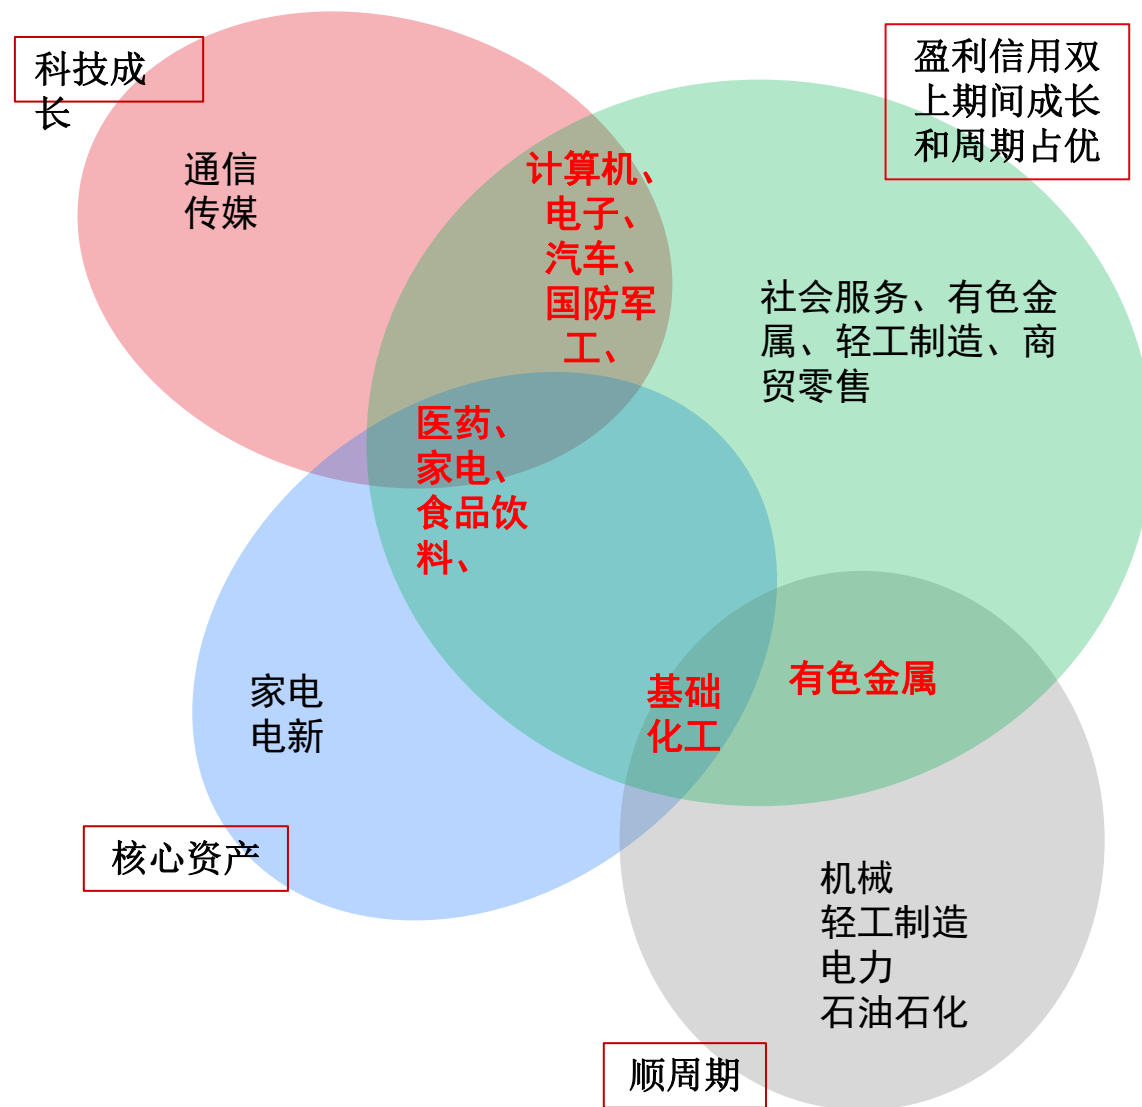 科技成
长
盈利信用双
上期间成长
和周期占优
通信
传媒
计算机、
电子、
汽车、
国防军
工、
社会服务、有色金
属、轻工制造、商
贸零售
医药、
家电、
食品饮
料、
家电
电新
基础
化工
有色金属
核心资产
机械
轻工制造
电力
石油石化
顺周期